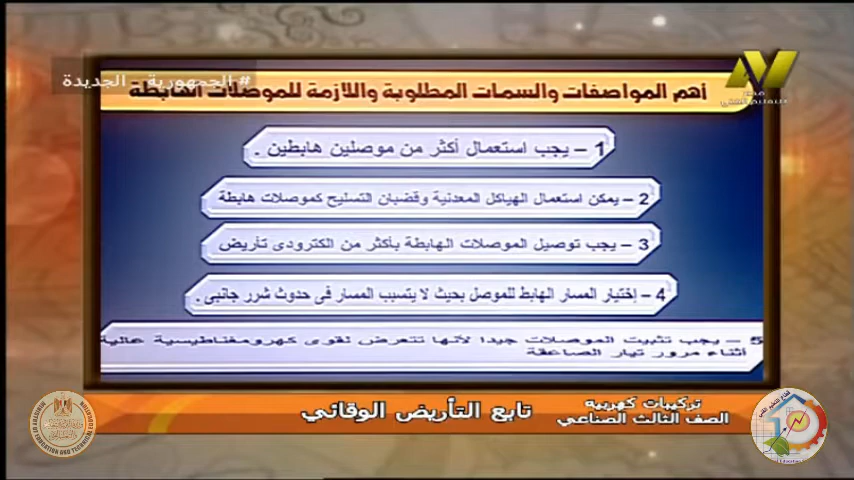 #الجمهورية_الجديدة
أهم المواصفات والسمات المطلوبة واللازمة للموصلات الهابطة
1 – يجب استعمال أكثر من موصلين هابطين .
2 – يمكن استعمال الهياكل المعدنية وقضبان التسليح كموصلات هابطة
3 – يجب توصيل الموصلات الهابطة بأكثر من الكترودى تأريض
4 – إختيار المسار الهابط للموصل بحيث لا يتسبب المسار فى حدوث شرر جانبى .
5 – يجب تثبيت الموصلات جيدا لأنها تتعرض لقوى كهرومغناطيسية عالية
أثناء مرور تيار الصاعقة
تركيبات كهربيه
الصف الثالث الصناعي
تابع التأريض الوقائي